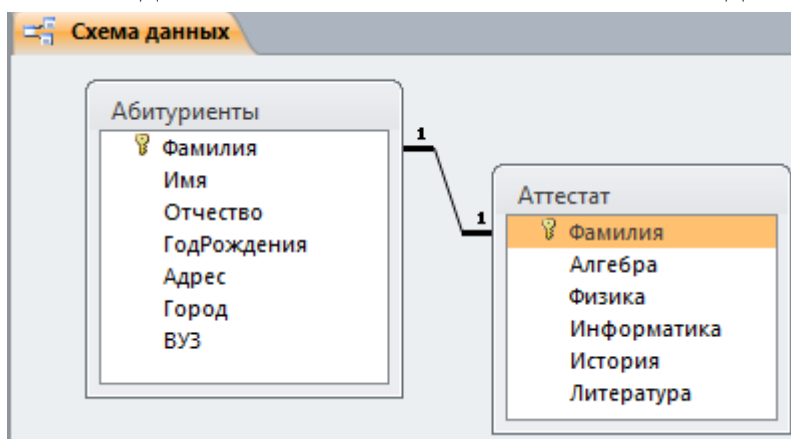 Схема данных
Абитуриенты
Фамилия
Имя
Отчество
ГодРождения
Адрес
Город
ВУЗ
1
1
Аттестат
Фамилия
Алгебра
Физика
Информатика
История
Литература